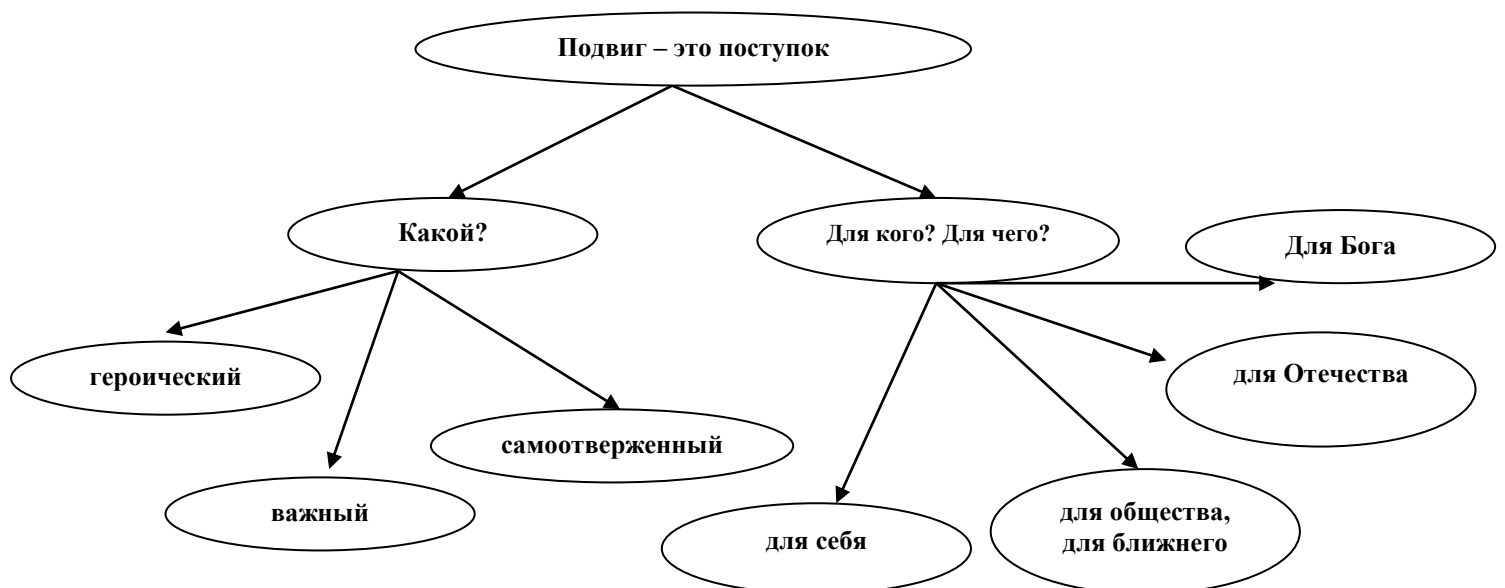 Подвиг – это поступок
Какой?
Для кого? Для чего?
Для Бога
героический
важный
самоотверженный
для себя
для общества,
для ближнего
для Отечества